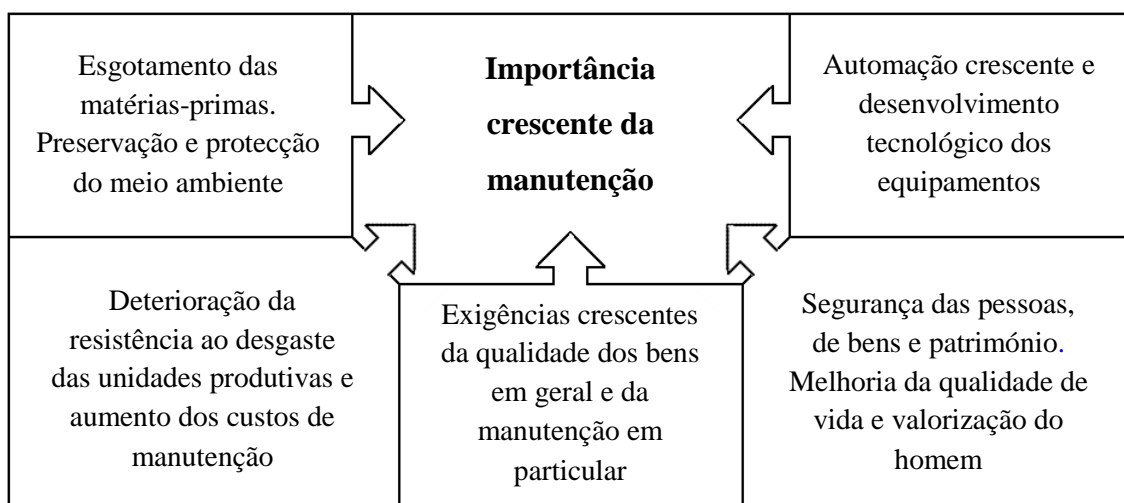 Esgotamento das
matérias-primas.
Preservação e protecção
do meio ambiente
Importância
crescente da
manutenção
Automação crescente e
desenvolvimento
tecnológico dos
equipamentos
Deterioração da
resistência ao desgaste
das unidades produtivas e
aumento dos custos de
manutenção
Exigências crescentes
da qualidade dos bens
em geral e da
manutenção em
particular
Segurança das pessoas,
de bens e património.
Melhoria da qualidade de
vida e valorização do
homem